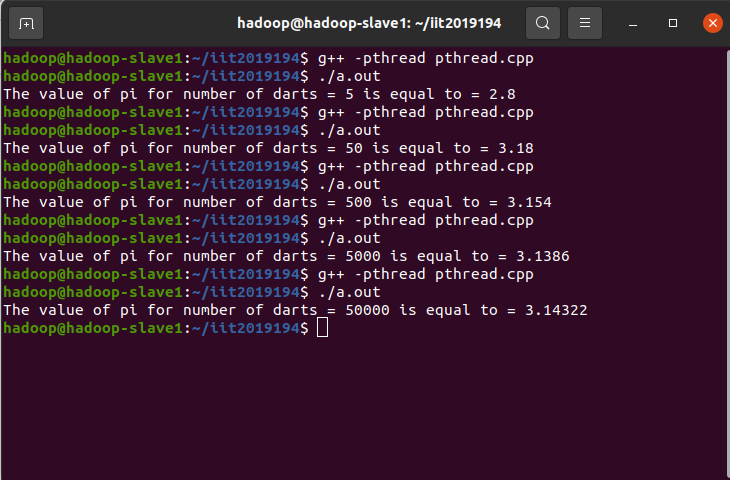 hadoop@hadoop-slave1: ~/iit2019194
hadoop@hadoop-slave1:~/iit2019194$ g++ -pthread pthread.cpp
hadoop@hadoop-slave1:~/iit2019194$ ./a.out
The value of pi for number of darts = 5 is equal to = 2.8
hadoop@hadoop-slave1:~/iit2019194$ g++ -pthread pthread.cpp
hadoop@hadoop-slave1:~/iit2019194$ ./a.out
The value of pi for number of darts = 50 is equal to = 3.18
hadoop@hadoop-slave1:~/iit2019194$ g++ -pthread pthread.cpp
hadoop@hadoop-slave1:~/iit2019194$ ./a.out
The value of pi for number of darts = 500 is equal to = 3.154
hadoop@hadoop-slave1:~/iit2019194$ g++ -pthread pthread.cpp
hadoop@hadoop-slave1:~/iit2019194$ ./a.out
The value of pi for number of darts = 5000 is equal to = 3.1386
hadoop@hadoop-slave1:~/iit2019194$ g++ -pthread pthread.cpp
hadoop@hadoop-slave1:~/iit2019194$ ./a.out
The value of pi for number of darts = 50000 is equal to = 3.14322
hadoop@hadoop-slave1:~/iit2019194$